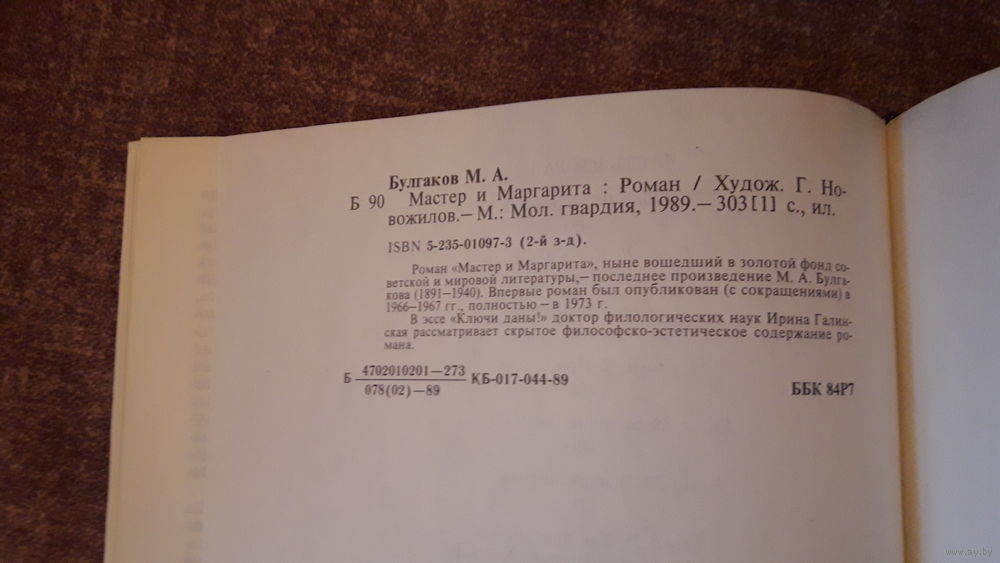 Булгаков М. А.
Б 90 Мастер и Маргарита : Роман / Худож. Г. Но-
вожилов.— М.: Мол. гвардия, 1989.— 303[1] с., ил.
ISBN 5-235-01097-3 (2-й з-д).
Роман «Мастер и Маргарита», ныне вошедший в золотой фонд со-
ветской и мировой литературы,— последнее произведение М. А. Булга-
кова (1891—1940). Впервые роман был опубликован (с сокращениями) в
1966—1967 гг., полностью — в 1973 г.
В эссе «Ключи даны!» доктор филологических наук Ирина Галин-
ская рассматривает скрытое философско-эстетическое содержание ро-
мана.
Б 4702010201—273 КБ-017-044-89
078(02)—89
ББК 84Р7
www.ay.by